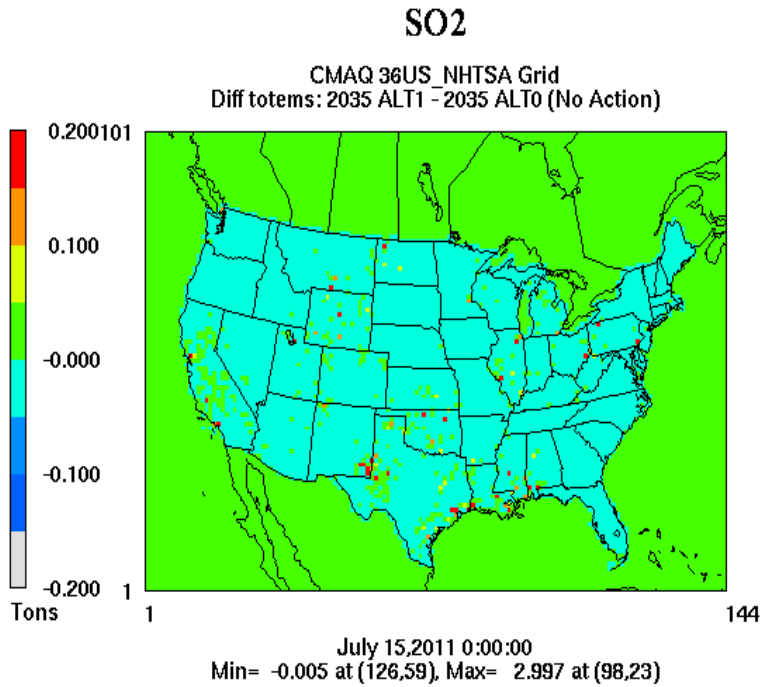 SO2
CMAQ 36US_NHTSA Grid
Diff totems: 2035 ALT1 - 2035 ALT0 (No Action)
0.200
101
0.100
-0.000
-0.100
-0.200
1
Tons
1
144
July 15,2011 0:00:00
Min= -0.005 at (126,59), Max= 2.997 at (98,23)